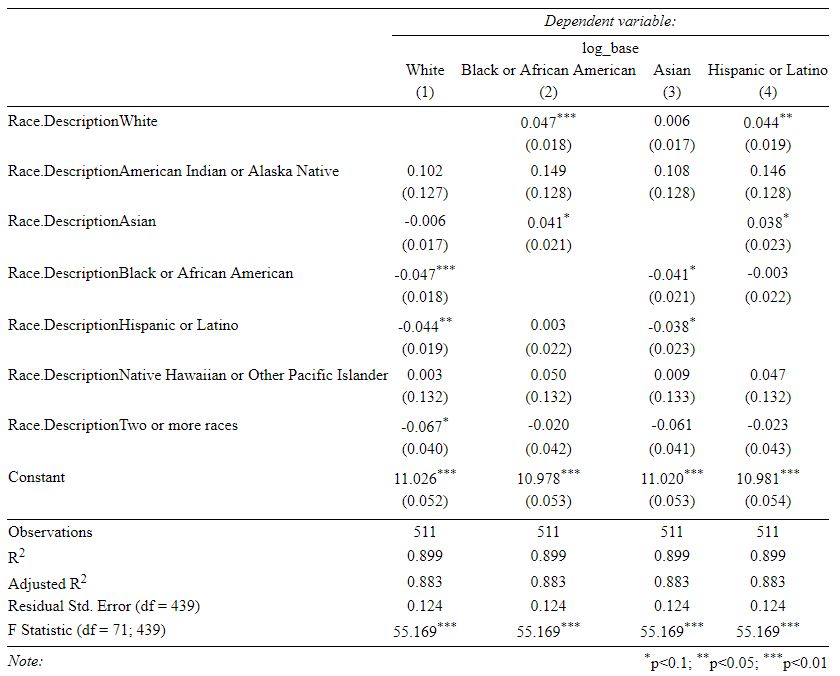 Dependent variable:
log_base
White Black or African American Asian Hispanic or Latino
(1) (2) (3) (4)
Race.DescriptionWhite 0.047*** 0.006 0.044**
(0.018) (0.017) (0.019)
Race.DescriptionAmerican Indian or Alaska Native 0.102 0.149 0.108 0.146
(0.127) (0.128) (0.128) (0.128)
Race.DescriptionAsian -0.006 0.041* 0.038*
(0.017) (0.021) (0.023)
Race.DescriptionBlack or African American -0.047*** -0.041* -0.003
(0.018) (0.021) (0.022)
Race.DescriptionHispanic or Latino -0.044** 0.003 -0.038*
(0.019) (0.022) (0.023)
Race.DescriptionNative Hawaiian or Other Pacific Islander 0.003 0.050 0.009 0.047
(0.132) (0.132) (0.133) (0.132)
Race.DescriptionTwo or more races -0.067* -0.020 -0.061 -0.023
(0.040) (0.042) (0.041) (0.043)
Constant 11.026*** 10.978*** 11.020*** 10.981***
(0.052) (0.053) (0.053) (0.054)
Observations 511 511 511 511
R2 0.899 0.899 0.899 0.899
Adjusted R2 0.883 0.883 0.883 0.883
Residual Std. Error (df = 439) 0.124 0.124 0.124 0.124
F Statistic (df = 71; 439) 55.169*** 55.169*** 55.169*** 55.169***
Note: *p<0.1; **p<0.05; ***p<0.01